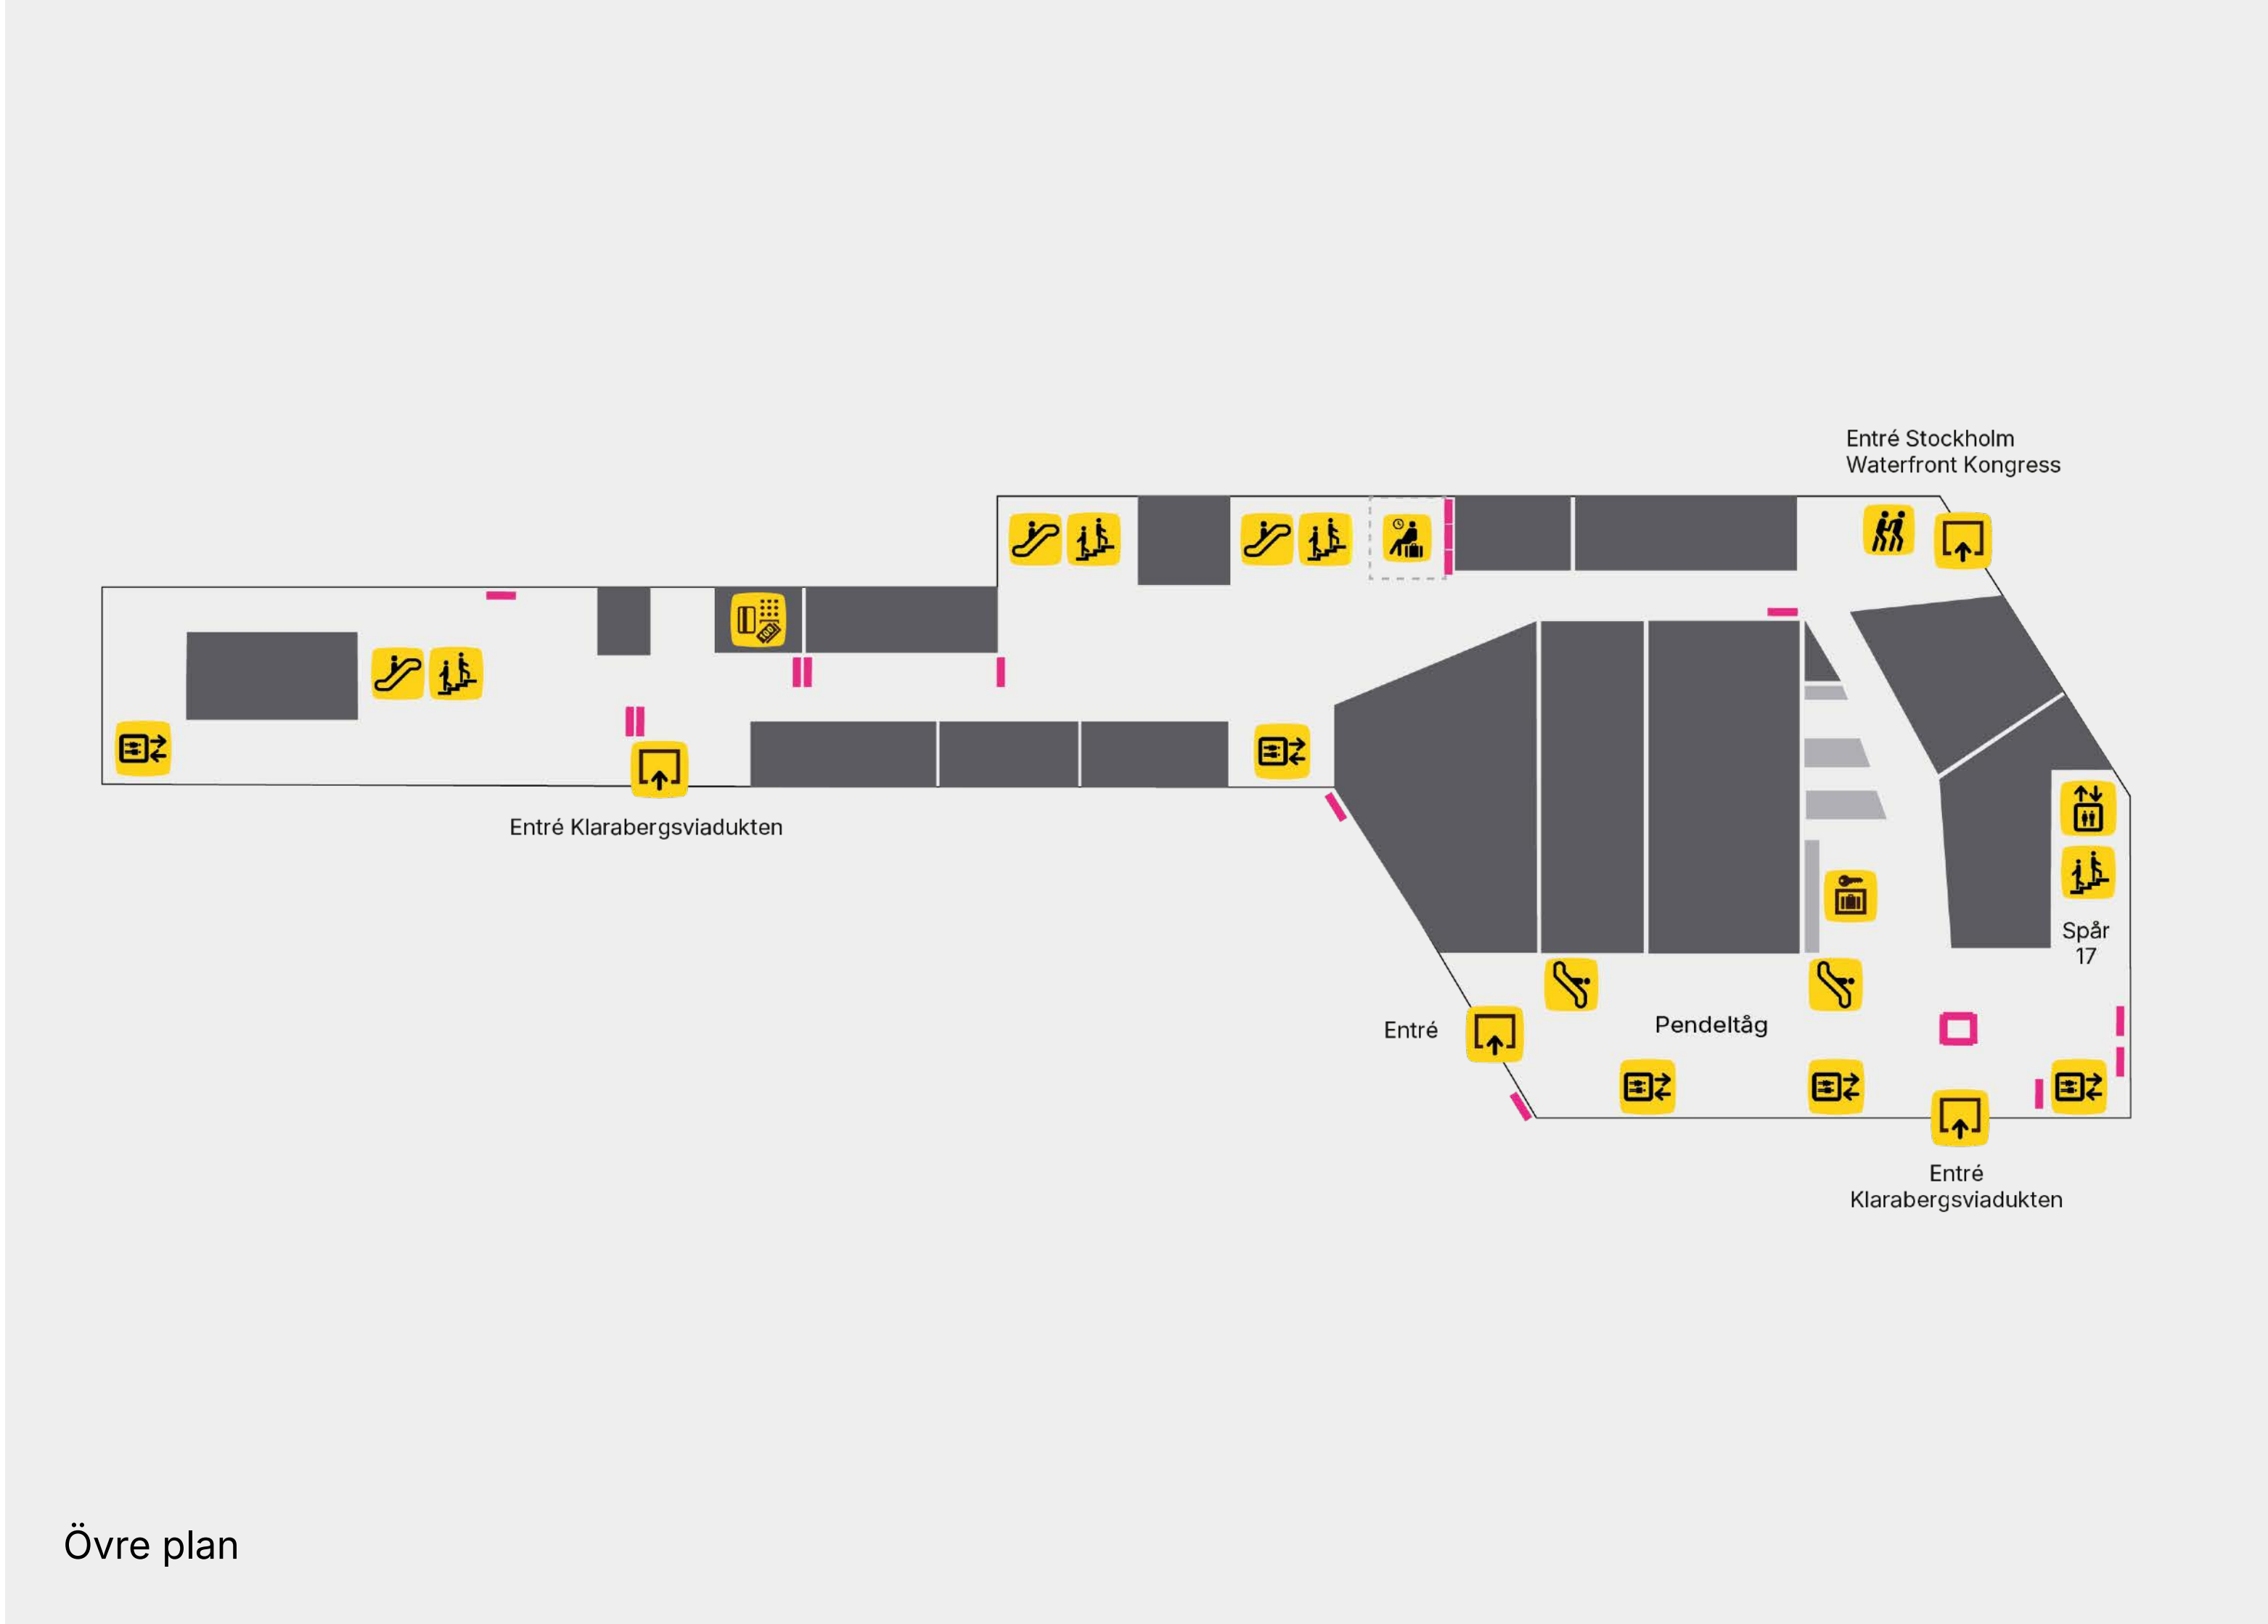 Entré Stockholm
Waterfront Kongress
Entré Klarabergsviadukten
Spår
17
Entré
Pendeltåg
Entré
Klarabergsviadukten
Övre plan